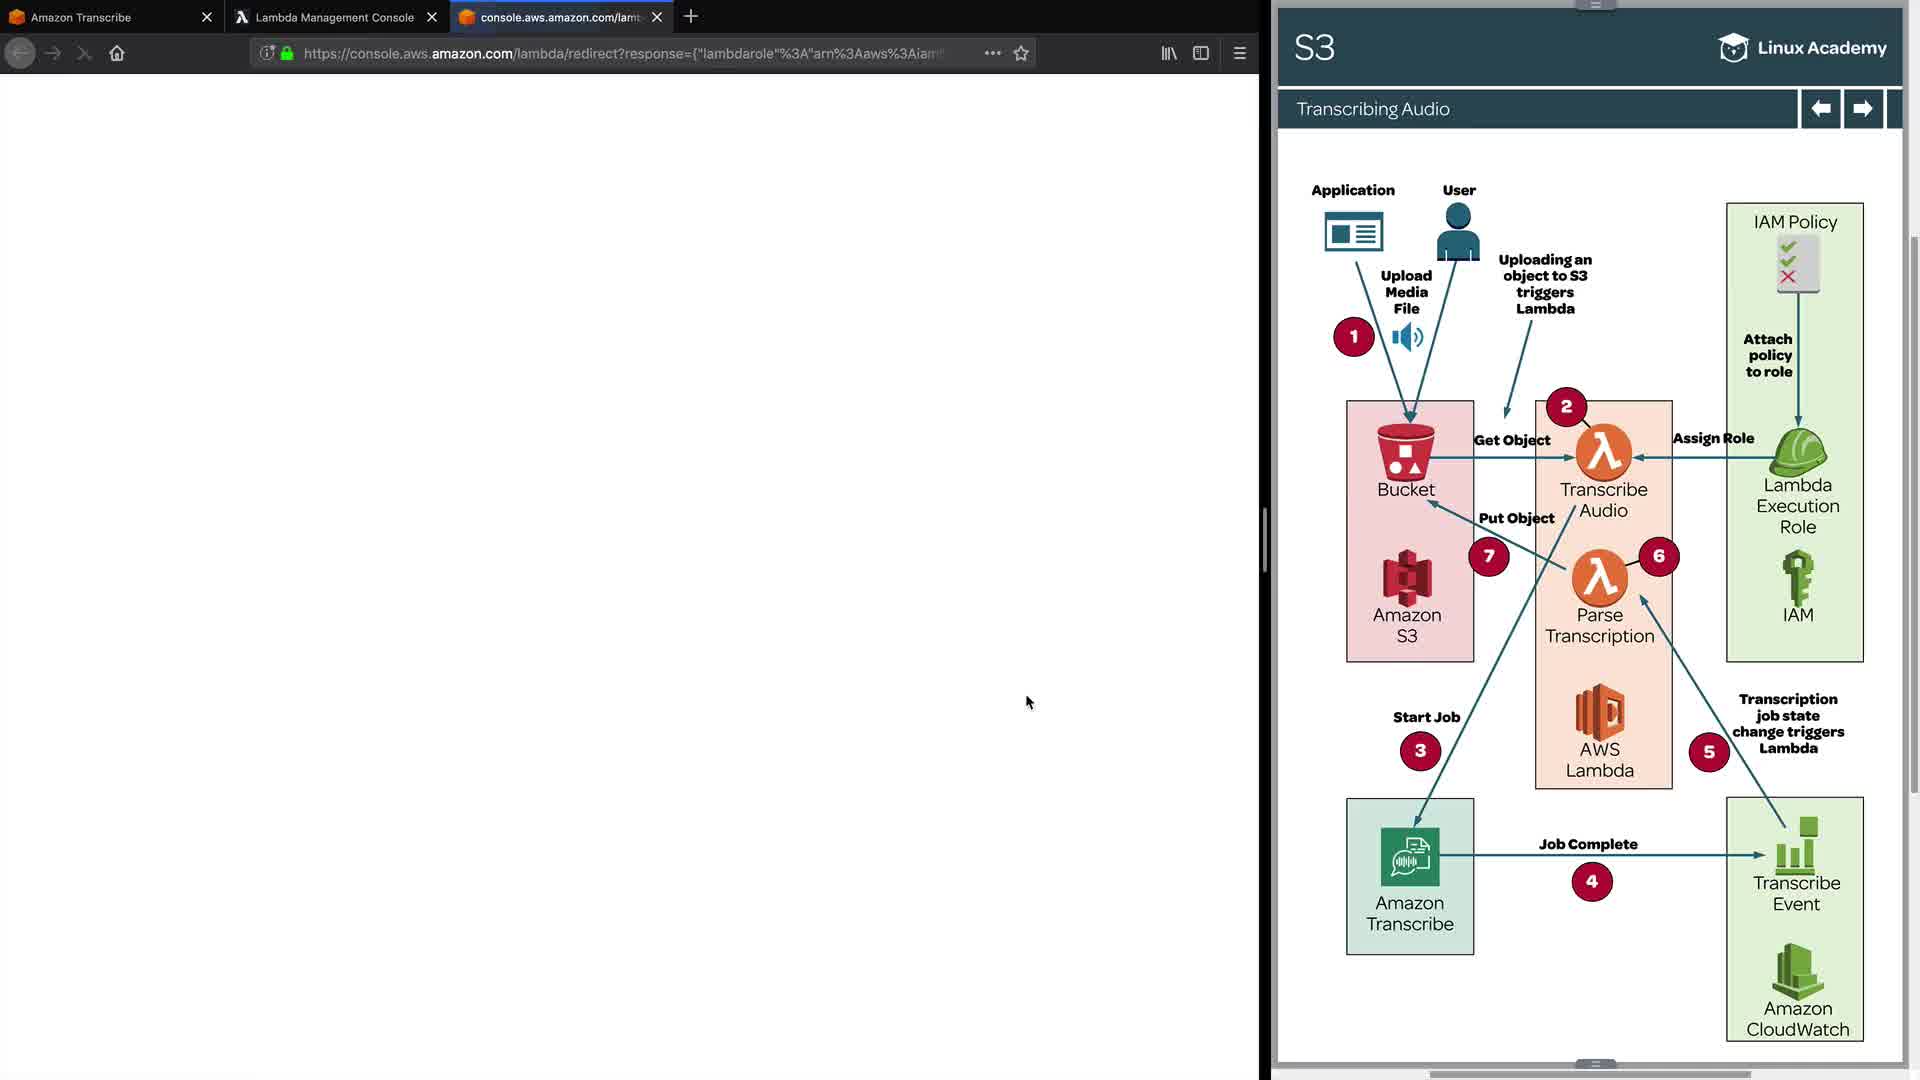 Amazon Transcribe
Lambda Management Console
console.aws.amazon.com/lamb
https://console.aws.amazon.com/lambda/redirect?response={"lambdarole"%3A"arn%3Aaws%3Aiam
S3
Linux Academy
Transcribing Audio
Application
User
Upload
Media
File
Uploading an
object to S3
triggers
Lambda
IAM Policy
1
Attach
policy
to role
2
Get Object
Assign Role
Bucket
Transcribe
Audio
Lambda
Execution
Role
Put Object
7
6
Amazon
S3
Parse
Transcription
IAM
Start Job
3
AWS
Lambda
Transcription
job state
change triggers
Lambda
5
Job Complete
4
Amazon
Transcribe
Transcribe
Event
Amazon
CloudWatch